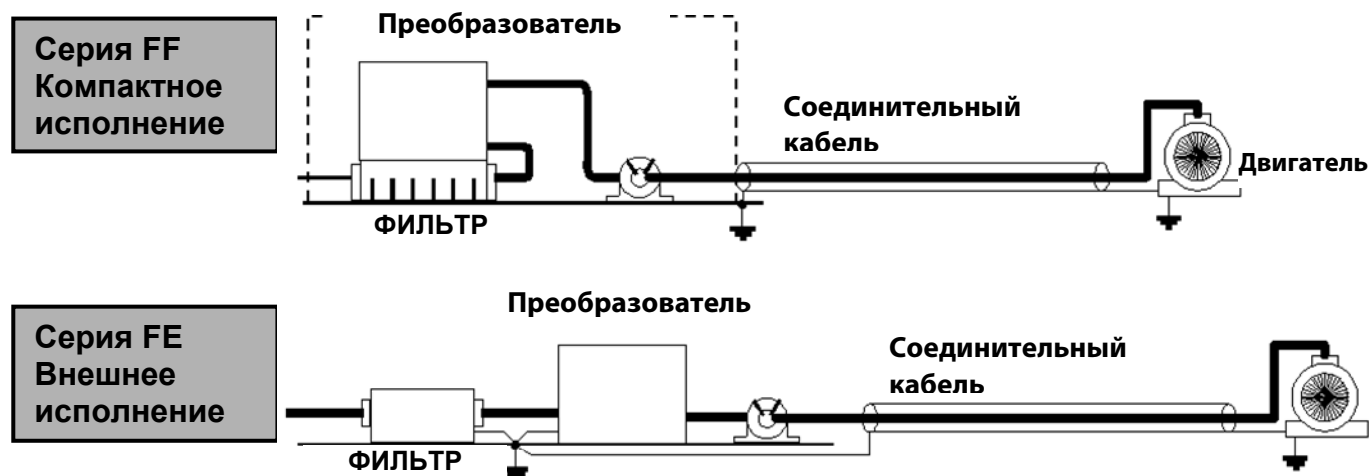 Серия FF
Компактное
исполнение
Преобразователь
Соединительный
кабель
Двигатель
ФИЛЬТР
Серия FE
Внешнее
исполнение
Преобразователь
Соединительный
кабель
ФИЛЬТР